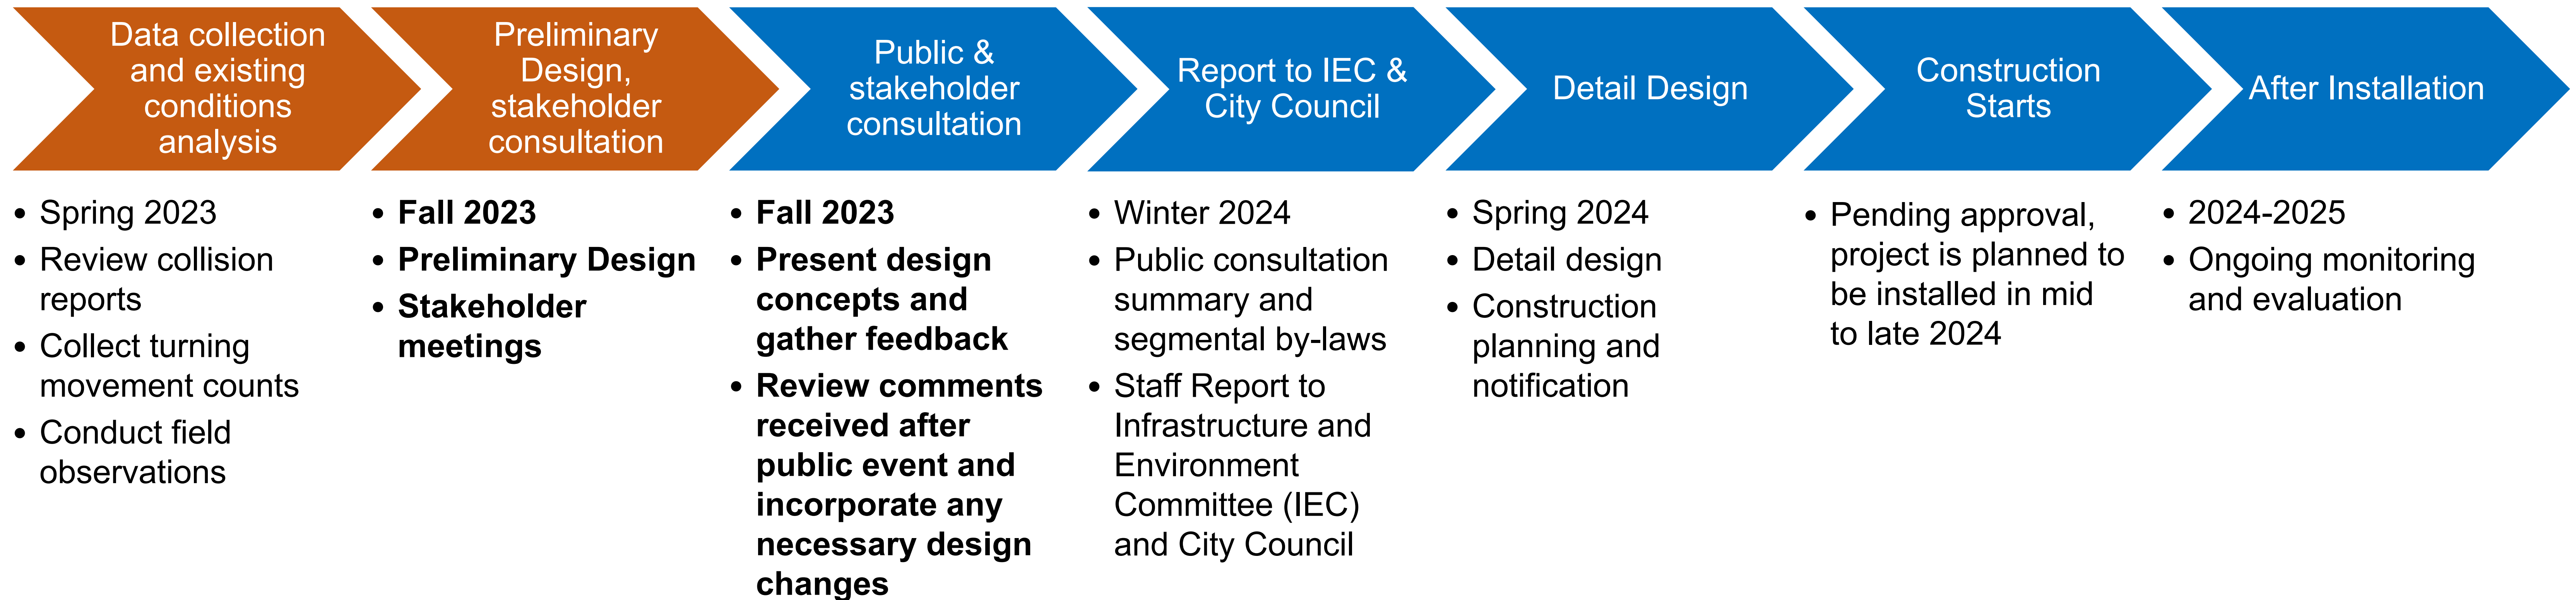 Data collection
and existing
conditions
analysis
Preliminary
Design,
stakeholder
consultation
Public &
stakeholder
consultation
Report to IEC &
City Council
Detail Design
Construction
Starts
After Installation
• Spring 2023
• Review collision
reports
• Collect turning
movement counts
• Conduct field
observations
• Fall 2023
• Preliminary Design
• Stakeholder
meetings
• Fall 2023
• Present design
concepts and
gather feedback
• Review comments
received after
public event and
incorporate any
necessary design
changes
• Winter 2024
• Public consultation
summary and
segmental by-laws
• Staff Report to
Infrastructure and
Environment
Committee (IEC)
and City Council
• Spring 2024
• Detail design
• Construction
planning and
notification
• Pending approval,
project is planned to
be installed in mid
to late 2024
• 2024-2025
• Ongoing monitoring
and evaluation